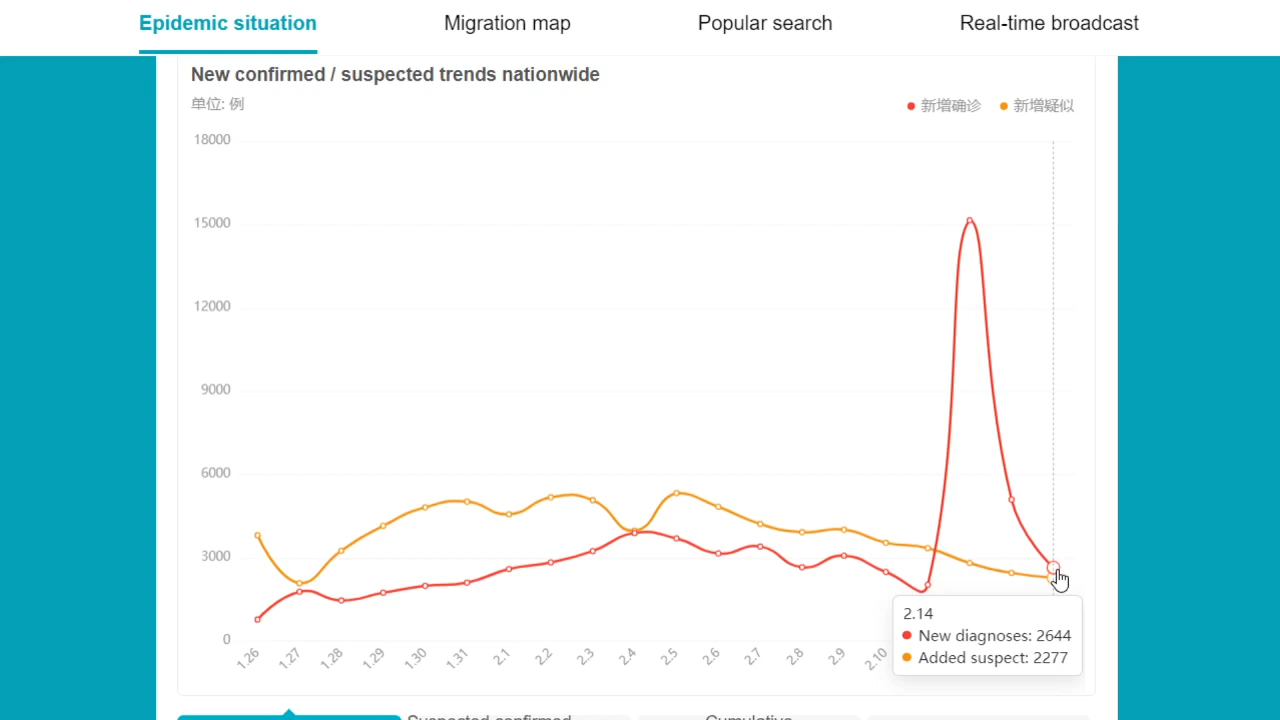 Epidemic situation
Migration map
Popular search
Real-time broadcast
New confirmed / suspected trends nationwide
单位: 例
新增确诊
新增疑似
18000
15000
12000
9000
6000
3000
0
1.26
1.27
1.28
1.29
1.30
1.31
2.1
2.2
2.3
2.4
2.5
2.6
2.7
2.8
2.9
2.10
2.14
New diagnoses: 2644
Added suspect: 2277
Suspected confirmed
Cumulative